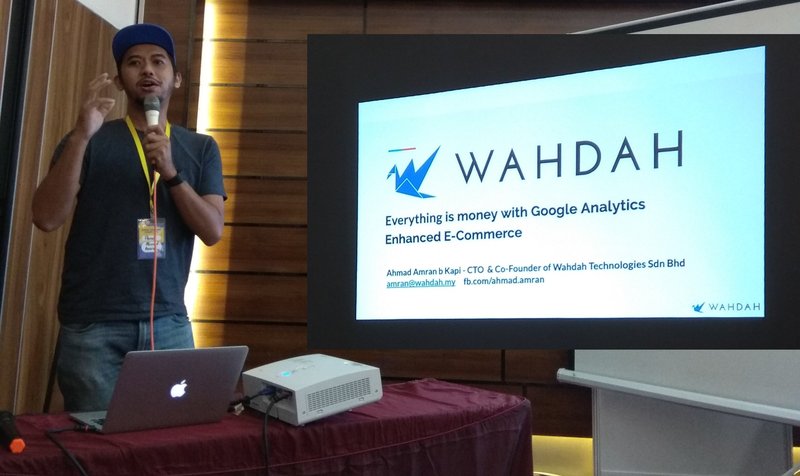 WAHDAH
Everything is money with Google Analytics
Enhanced E-Commerce
Ahmad Amran b Kapi - CTO & Co-Founder of Wahdah Technologies Sdn Bhd
amran@wahdah.my fb.com/ahmad.amran
WAHDAH